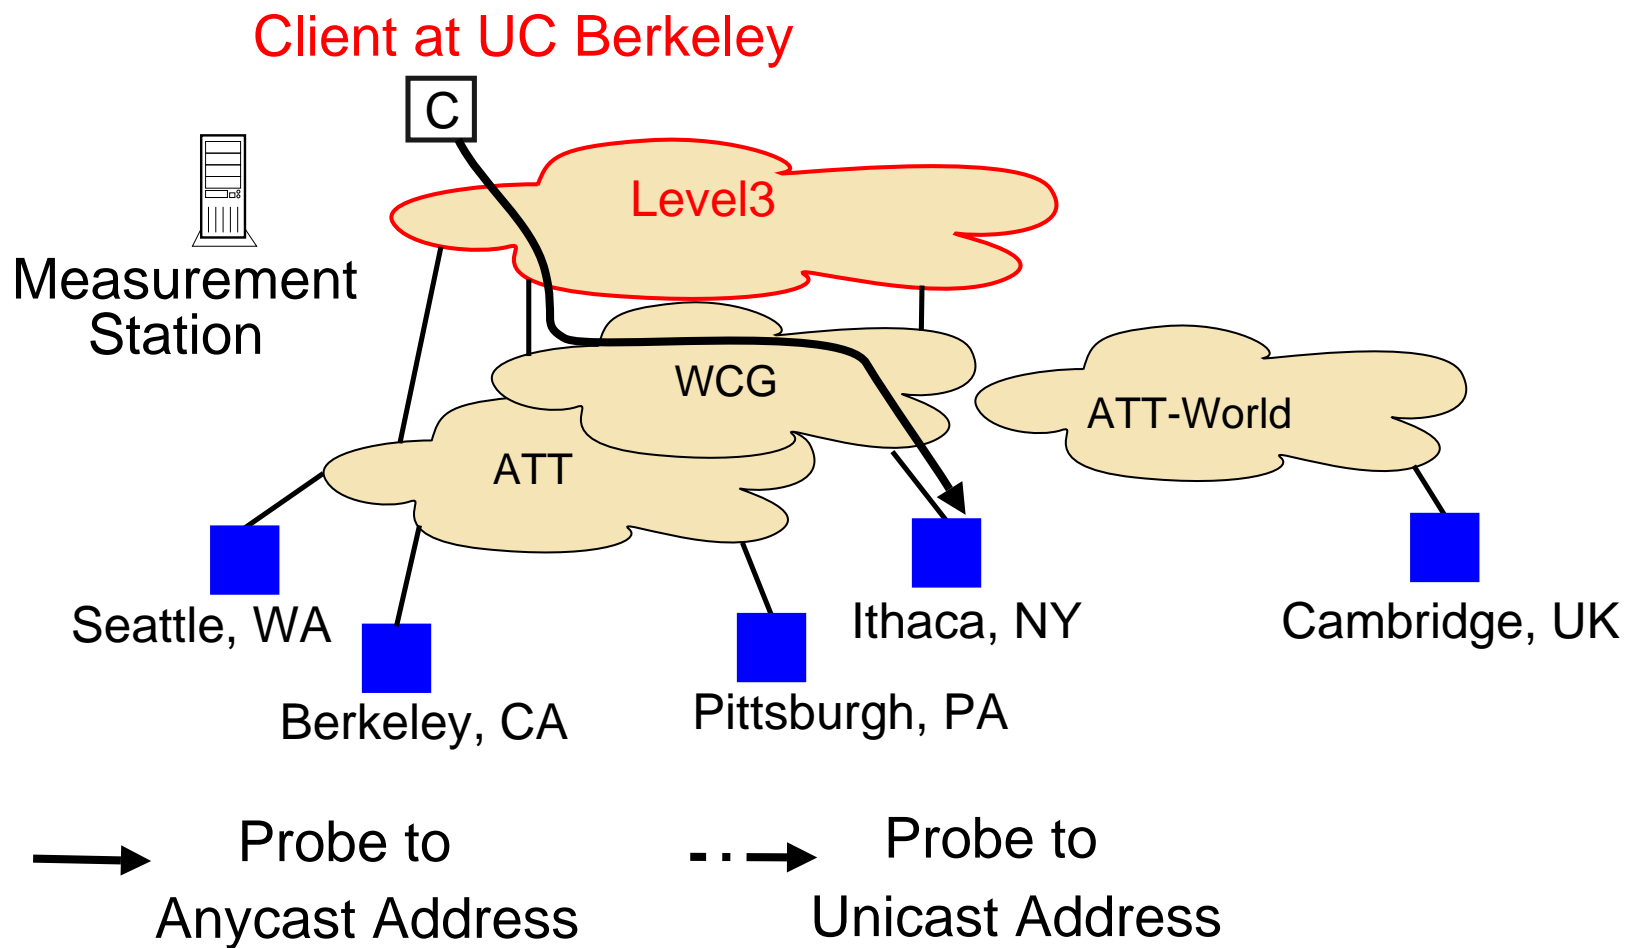 Client at UC Berkeley
C
Level3
Measurement
Station
WCG
ATT-World
ATT
Seattle, WA
Ithaca, NY
Cambridge, UK
Berkeley, CA
Pittsburgh, PA
Probe to
Anycast Address
Probe to
Unicast Address